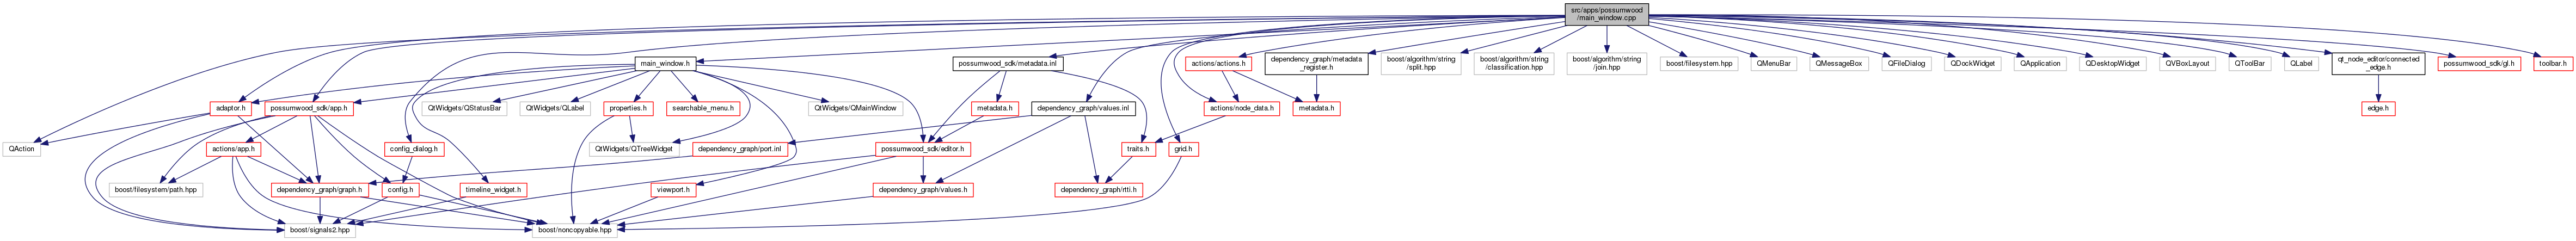 src/apps/possumwood
/main_window.cpp
main_window.h
possumwood_sdk/metadata.inl
actions/actions.h
dependency_graph/metadata
_register.h
boost/algorithm/string
/split.hpp
boost/algorithm/string
/classification.hpp
boost/algorithm/string
/join.hpp
boost/filesystem.hpp
QMenuBar
QMessageBox
QFileDialog
QDockWidget
QApplication
QDesktopWidget
QVBoxLayout
QToolBar
QLabel
qt_node_editor/connected
_edge.h
possumwood_sdk/gl.h
toolbar.h
adaptor.h
possumwood_sdk/app.h
QtWidgets/QStatusBar
QtWidgets/QLabel
properties.h
searchable_menu.h
QtWidgets/QMainWindow
metadata.h
dependency_graph/values.inl
actions/node_data.h
metadata.h
edge.h
QAction
actions/app.h
config_dialog.h
QtWidgets/QTreeWidget
dependency_graph/port.inl
possumwood_sdk/editor.h
traits.h
grid.h
boost/filesystem/path.hpp
dependency_graph/graph.h
config.h
timeline_widget.h
viewport.h
dependency_graph/values.h
dependency_graph/rtti.h
boost/signals2.hpp
boost/noncopyable.hpp